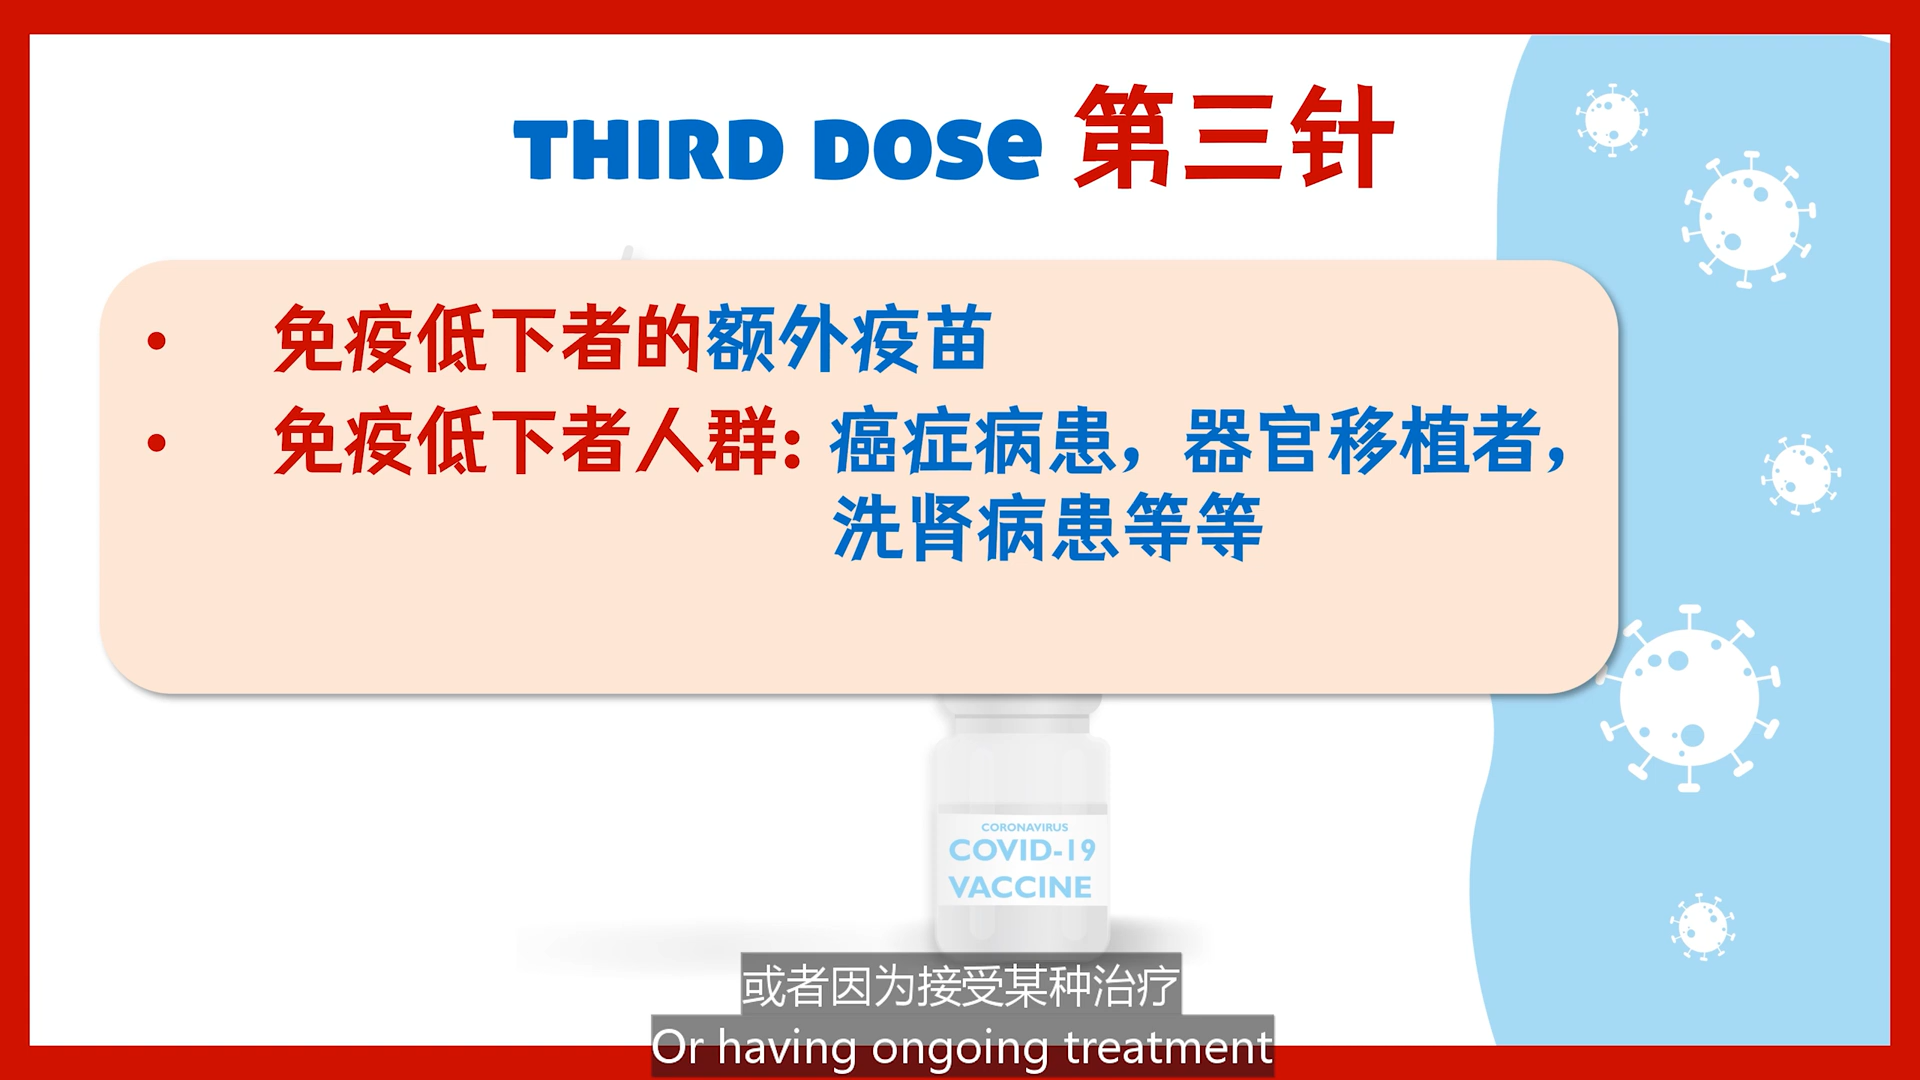 THIRD DOSE 第三针
• 免疫低下者的额外疫苗
• 免疫低下者人群: 癌症病患，器官移植者，
洗肾病患等等
CORONAVIRUS
COVID-19
VACCINE
或者因为接受某种治疗
Or having ongoing treatment